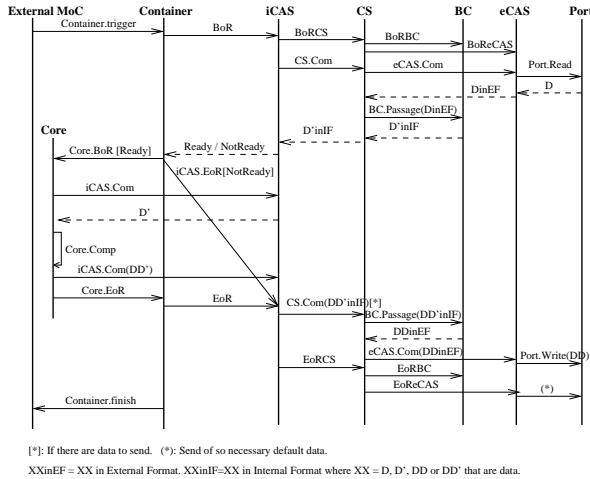 External MoC Container iCAS CS BC eCAS Port
Container.trigger
BoR
BoRCS
BoRBC
BoReCAS
CS.Com
eCAS.Com
Port.Read
D
DinEF
BC.Passage(DinEF)
D'inIF
D'inIF
Ready / NotReady
Core
Core.BoR [Ready]
iCAS.EoR[NotReady]
iCAS.Com
D'
Core.Comp
iCAS.Com(DD')
Core.EoR
EoR
CS.Com(DD'inIF)[*]
BC.Passage(DD'inIF)
DDinEF
eCAS.Com(DDinEF)
Port.Write(DD)
EoRCS
EoRBC
EoReCAS
(*)
Container.finish
[*]: If there are data to send. (*): Send of so necessary default data.
XXinEF = XX in External Format. XXinIF=XX in Internal Format where XX = D, D', DD or DD' that are data.